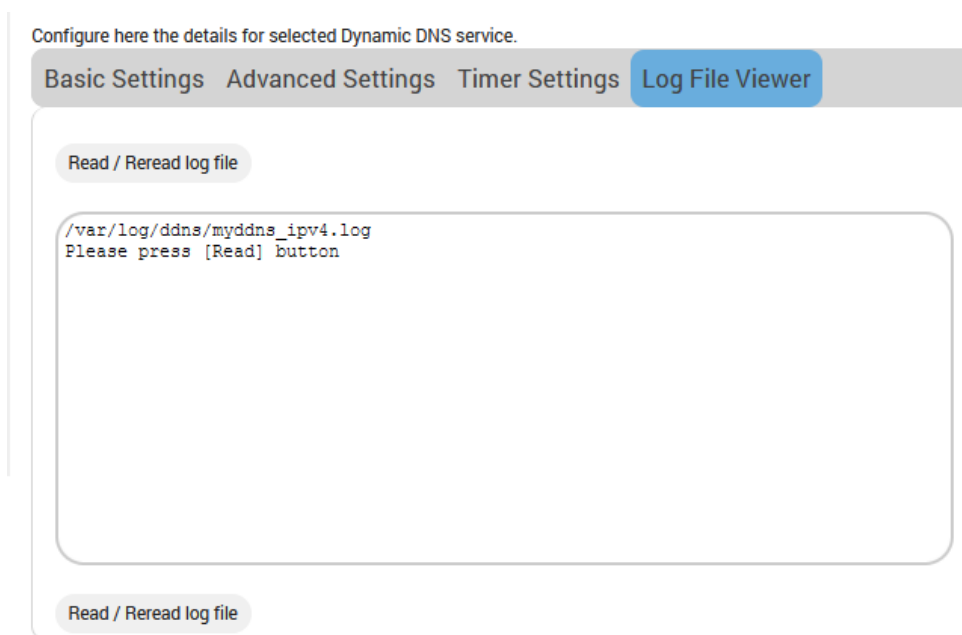 Configure here the details for selected Dynamic DNS service.
Basic Settings Advanced Settings Timer Settings Log File Viewer
Read / Reread log file
/var/log/ddns/myddns_ipv4.log
Please press [Read] button
Read / Reread log file